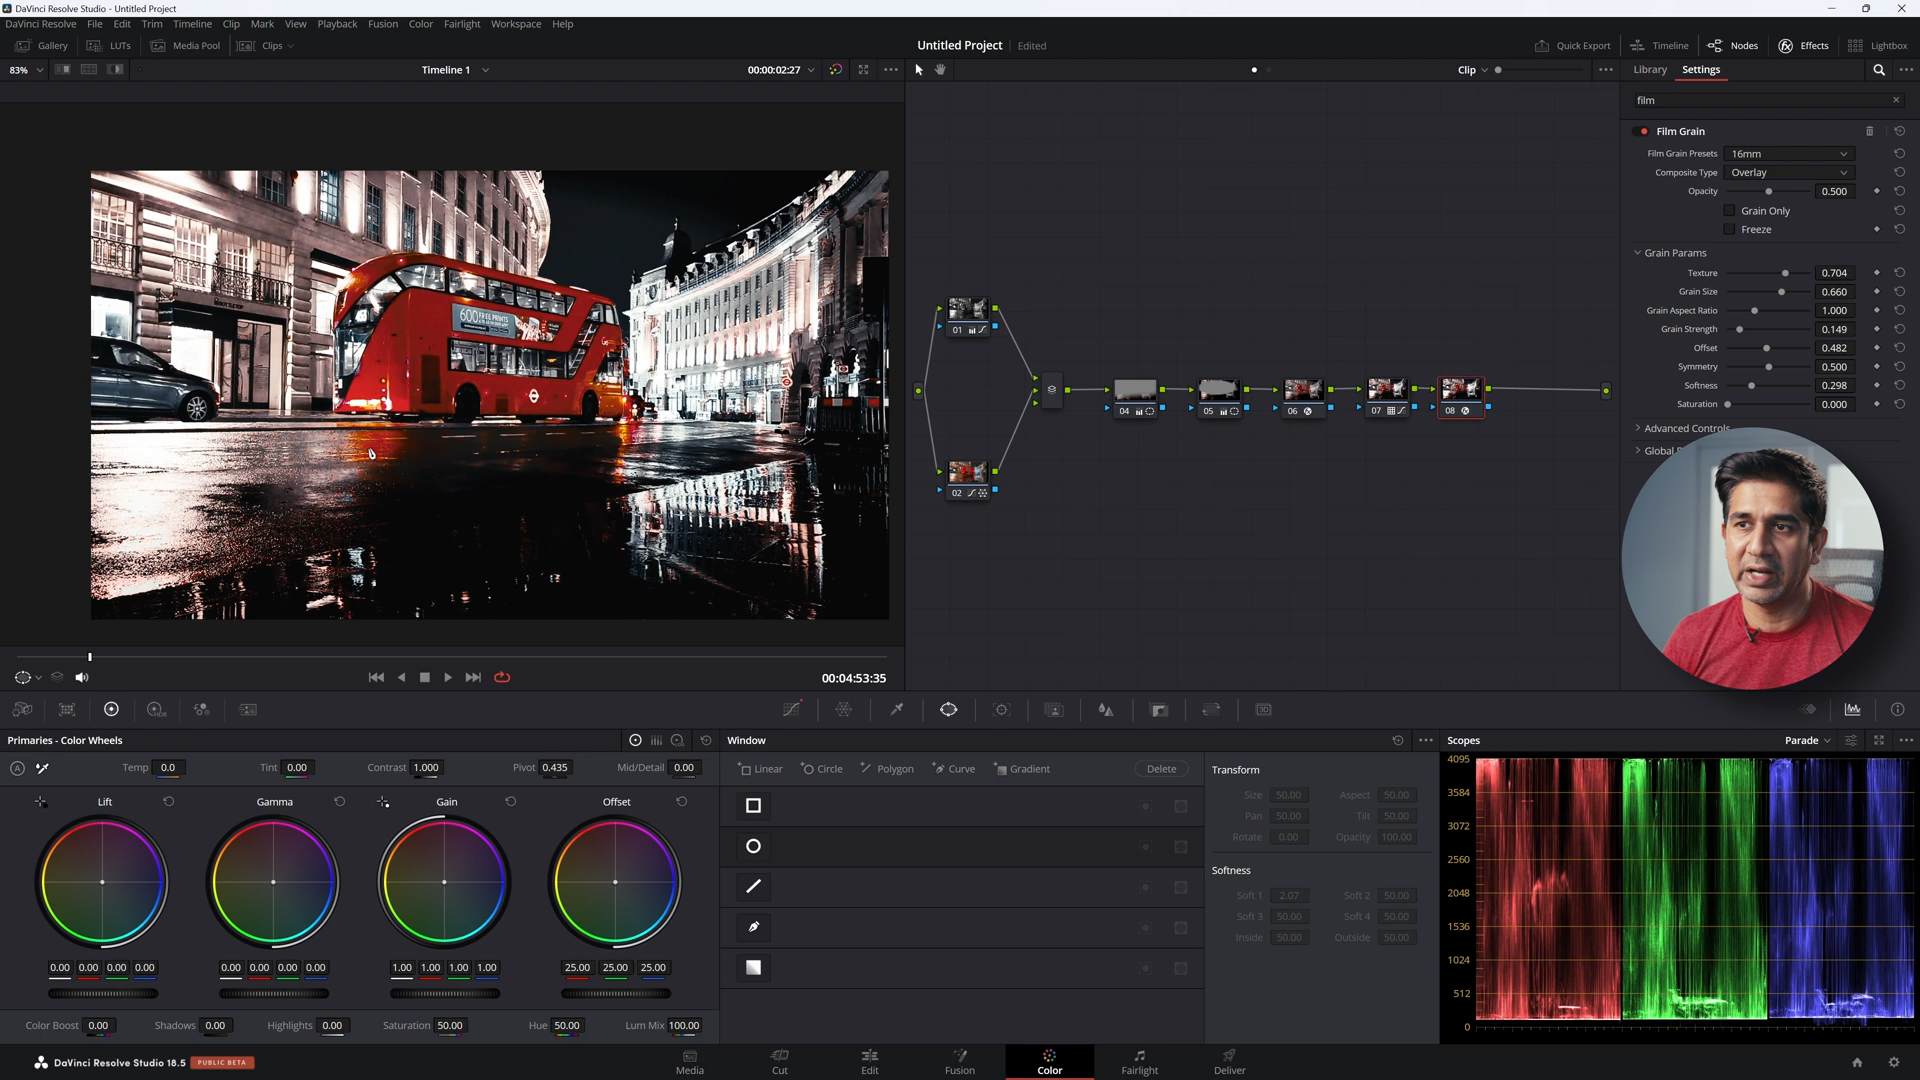 DaVinci Resolve Studio - Untitled Project
DaVinci Resolve File Edit Trim Timeline Clip Mark View Playback Fusion Color Fairlight Workspace Help
Gallery LUTs Media Pool Clips Untitled Project Edited Quick Export Timeline Nodes Effects Lightbox
83% Timeline 1 00:00:02:27 Clip Library Settings
film
Film Grain
Film Grain Presets 16mm
Composite Type Overlay
Opacity 0.500
Grain Only
Freeze
Grain Params
Texture 0.704
Grain Size 0.660
Grain Aspect Ratio 1.000
Grain Strength 0.149
Offset 0.482
Symmetry 0.500
Softness 0.298
Saturation 0.000
Advanced Controls
Global
600 FREE PRINTS
01
04 05 06 07 08
02
00:04:53:35
Primaries - Color Wheels Window Scopes Parade
Temp 0.0 Tint 0.00 Contrast 1.000 Pivot 0.435 Mid/Detail 0.00
Linear Circle Polygon Curve Gradient Delete
Lift Gamma Gain Offset
0.00 0.00 0.00 0.00 0.00 0.00 0.00 0.00 1.00 1.00 1.00 1.00 25.00 25.00 25.00
Color Boost 0.00 Shadows 0.00 Highlights 0.00 Saturation 50.00 Hue 50.00 Lum Mix 100.00
Transform
Size 50.00 Aspect 50.00
Pan 50.00 Tilt 50.00
Rotate 0.00 Opacity 100.00
Softness
Soft 1 2.07 Soft 2 50.00
Soft 3 50.00 Soft 4 50.00
Inside 50.00 Outside 50.00
4095
3584
3072
2560
2048
1536
1024
512
0
DaVinci Resolve Studio 18.5 PUBLIC BETA
Media Cut Edit Fusion Color Fairlight Deliver